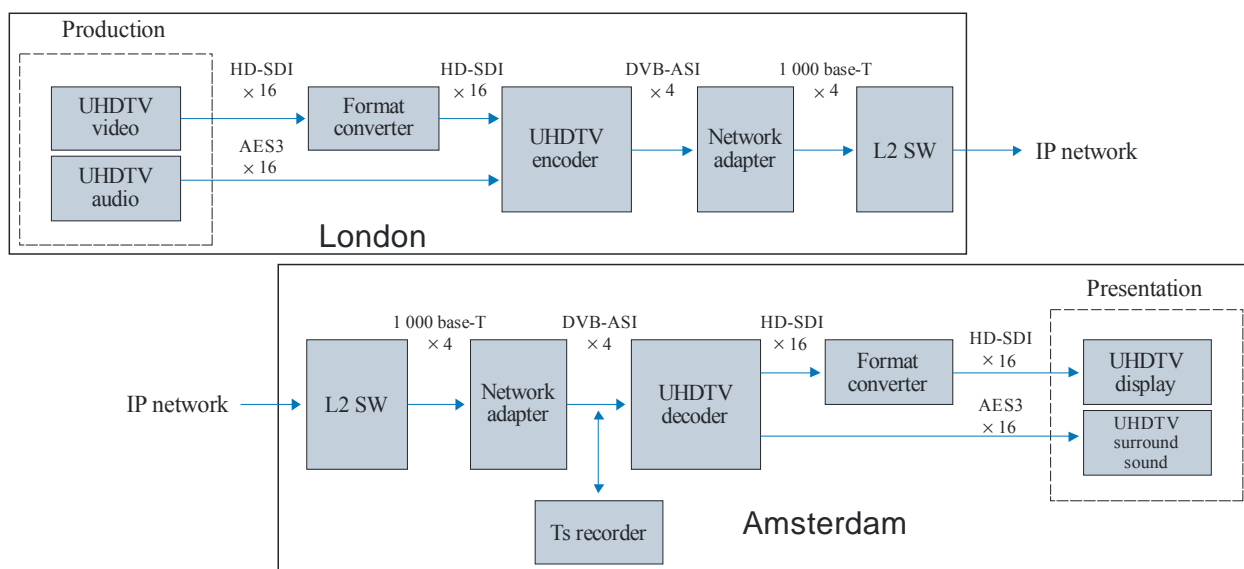 Production
HD-SDI
× 16
HD-SDI
× 16
DVB-ASI
× 4
1 000 base-T
× 4
UHDTV
video
Format
converter
UHDTV
encoder
Network
adapter
L2 SW
IP network
AES3
× 16
UHDTV
audio
London
Presentation
1 000 base-T
× 4
DVB-ASI
× 4
HD-SDI
× 16
HD-SDI
× 16
IP network
L2 SW
Network
adapter
UHDTV
decoder
Format
converter
UHDTV
display
AES3
× 16
UHDTV
surround
sound
Ts recorder
Amsterdam